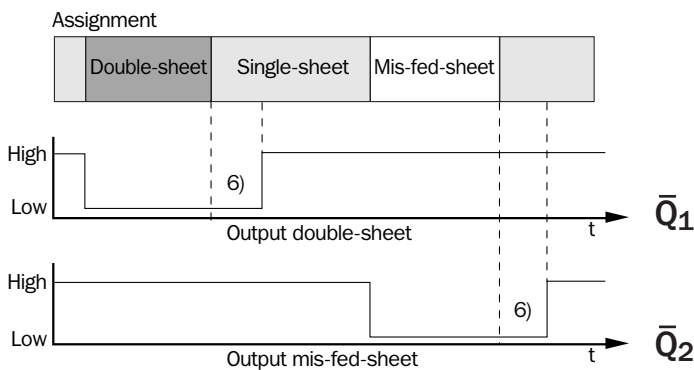 Assignment
Double-sheet Single-sheet Mis-fed-sheet
High
6)
Low
Output double-sheet
t
Q̅1
High
6)
Low
Output mis-fed-sheet
t
Q̅2